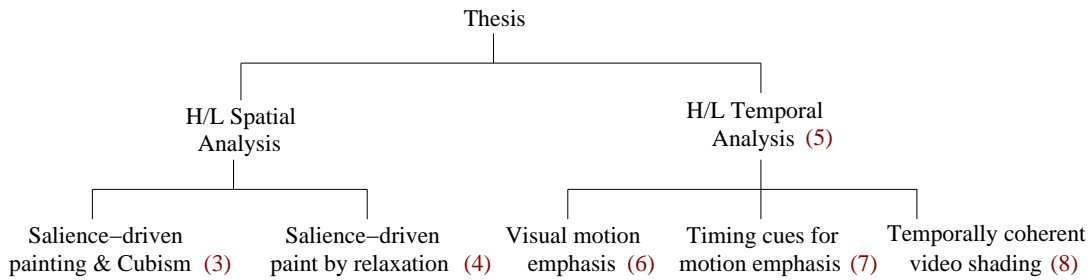 Thesis
H/L Spatial
Analysis
H/L Temporal
Analysis (5)
Salience−driven
painting & Cubism (3)
Salience−driven
paint by relaxation (4)
Visual motion
emphasis (6)
Timing cues for
motion emphasis (7)
Temporally coherent
video shading (8)